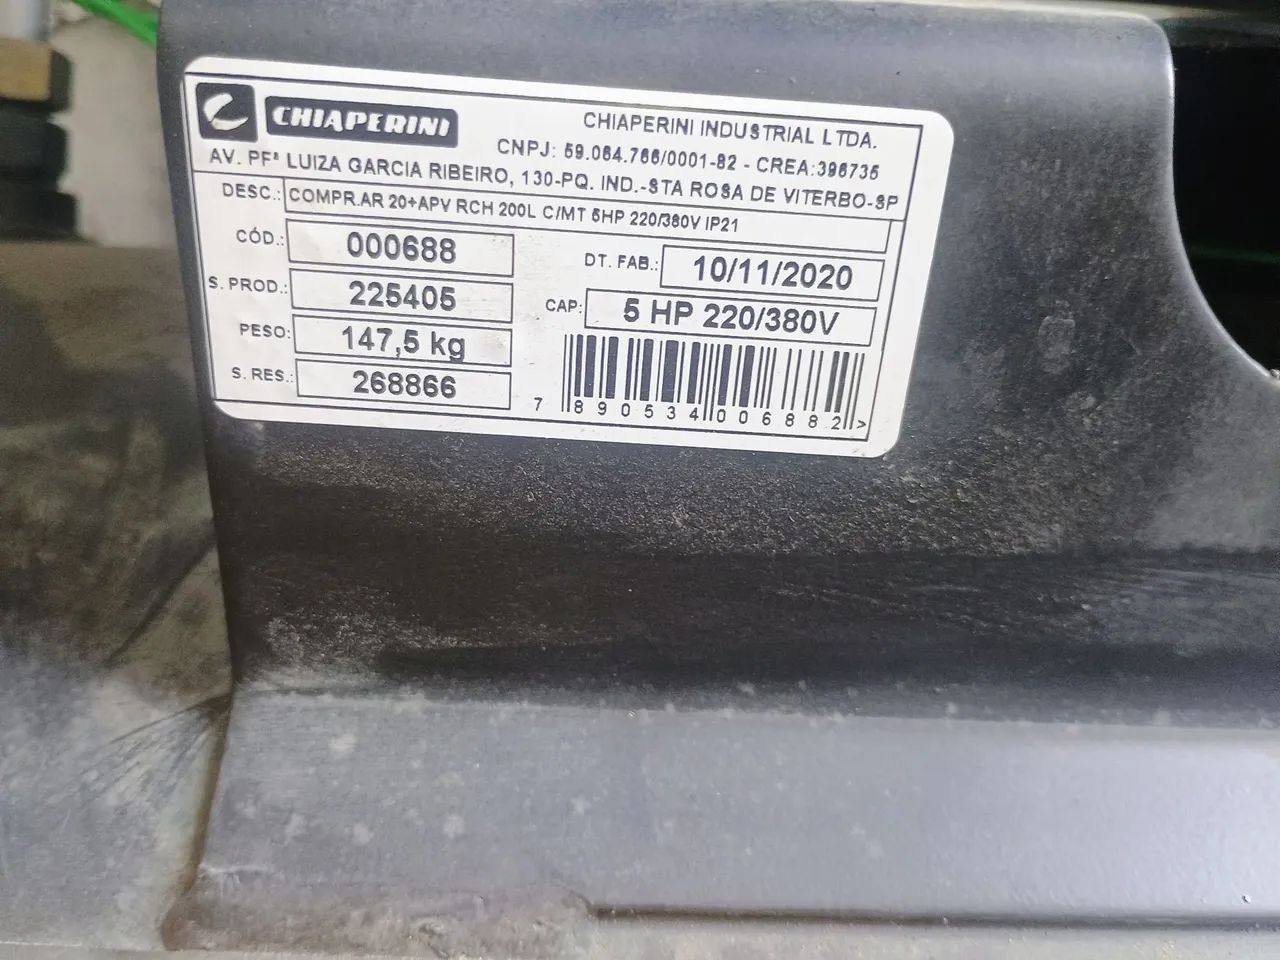 CHIAPERINI
CHIAPERINI INDUSTRIAL LTDA.
CNPJ: 59.064.766/0001-82 - CREA:396735
AV. PFª LUIZA GARCIA RIBEIRO, 130-PQ. IND.-STA ROSA DE VITERBO-SP
DESC.: COMPR.AR 20+APV RCH 200L C/MT 5HP 220/380V IP21
CÓD.: 000688
DT. FAB.: 10/11/2020
S. PROD.: 225405
CAP: 5 HP 220/380V
PESO: 147,5 kg
S. RES.: 268866
7 890534 006882 >